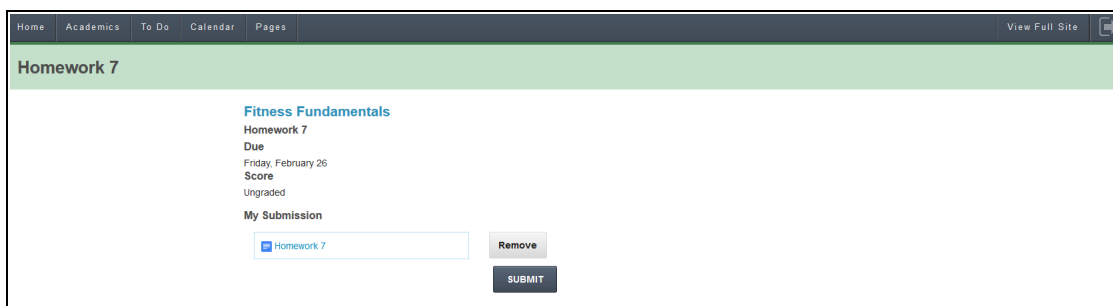 Home Academics To Do Calendar Pages View Full Site
Homework 7
Fitness Fundamentals
Homework 7
Due
Friday, February 26
Score
Ungraded
My Submission
Homework 7 Remove
SUBMIT